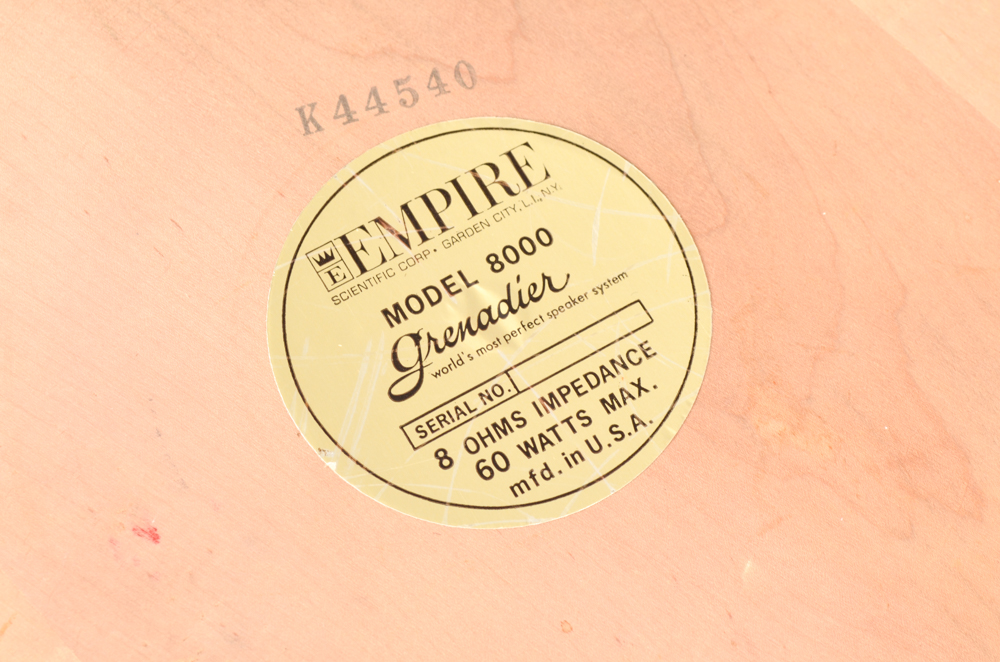 K44540
E EMPIRE
SCIENTIFIC CORP. • GARDEN CITY, L.I., N.Y.
MODEL 8000
Grenadier
world's most perfect speaker system
SERIAL NO.
8 OHMS IMPEDANCE
60 WATTS MAX.
mfd. in U.S.A.